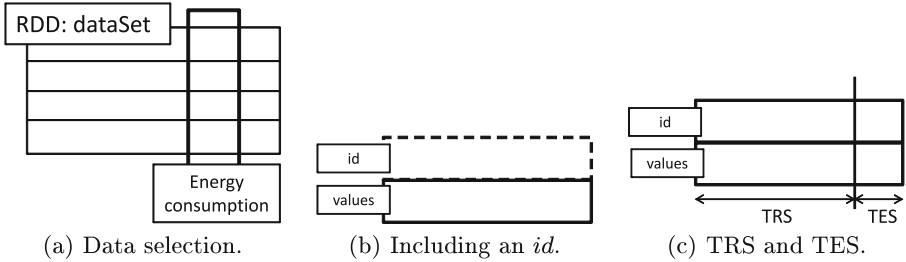 RDD: dataSet
Energy
consumption
(a) Data selection.
id
values
(b) Including an id.
id
values
TRS
TES
(c) TRS and TES.